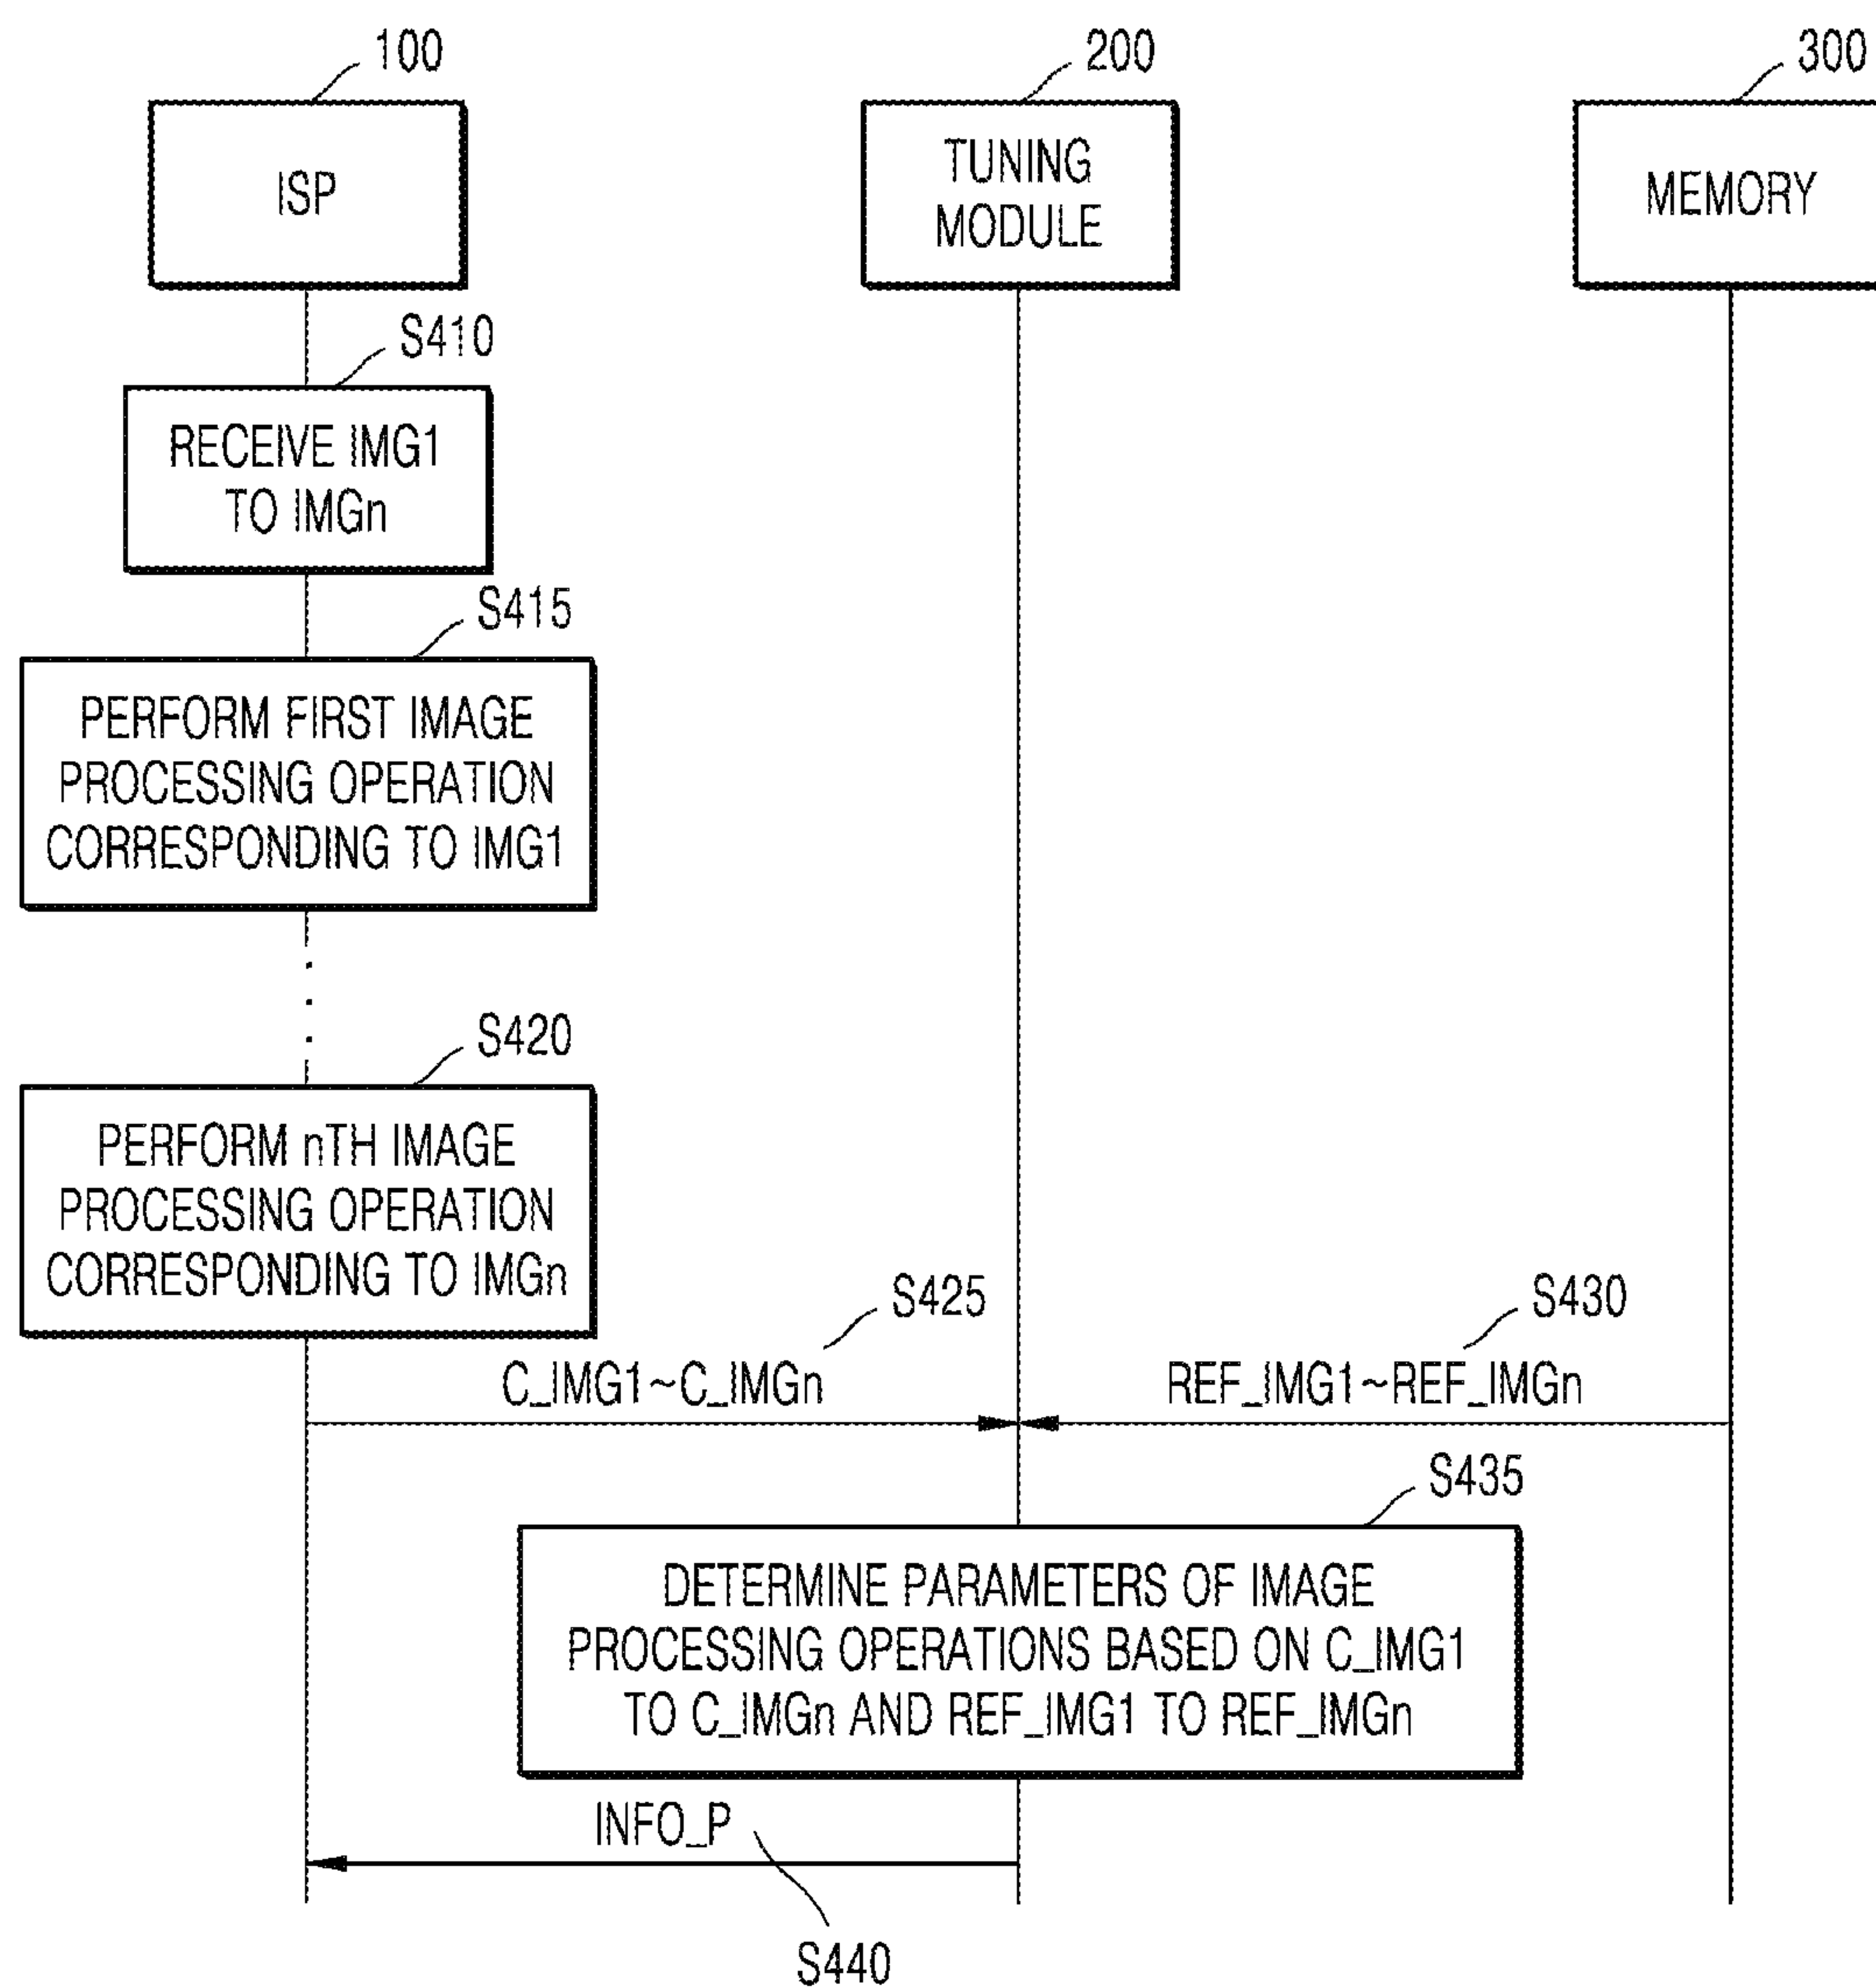 100
200
300
ISP
TUNING
MODULE
MEMORY
S410
RECEIVE IMG1
TO IMGn
S415
PERFORM FIRST IMAGE
PROCESSING OPERATION
CORRESPONDING TO IMG1
S420
PERFORM nTH IMAGE
PROCESSING OPERATION
CORRESPONDING TO IMGn
S425
S430
C_IMG1~C_IMGn
REF_IMG1~REF_IMGn
S435
DETERMINE PARAMETERS OF IMAGE
PROCESSING OPERATIONS BASED ON C_IMG1
TO C_IMGn AND REF_IMG1 TO REF_IMGn
INFO_P
S440